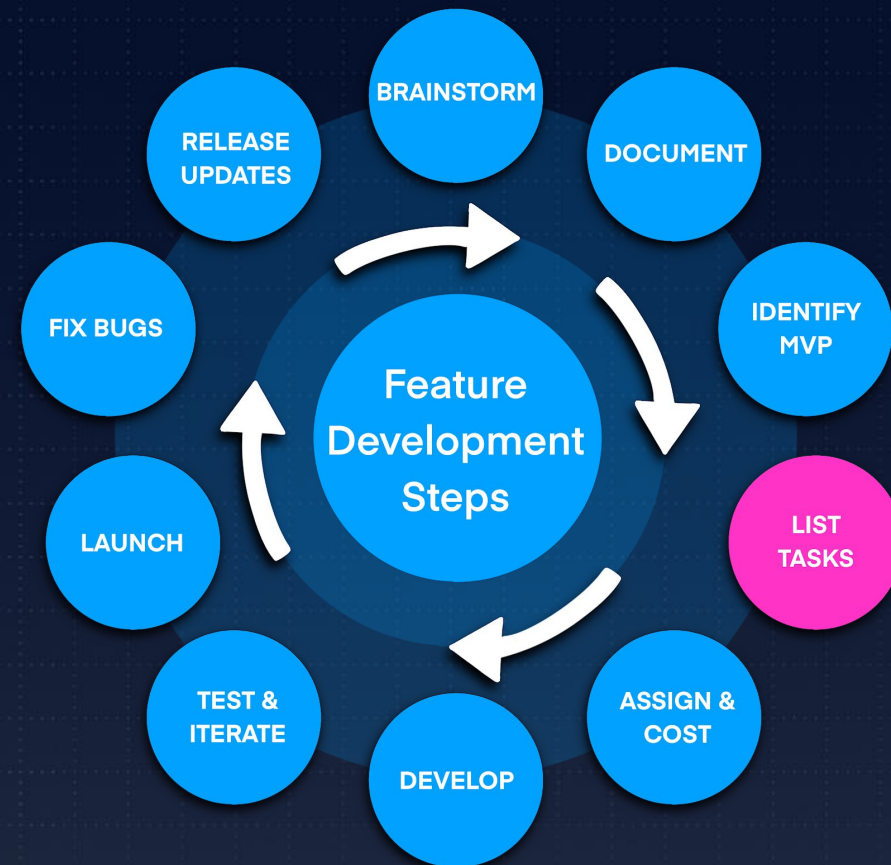 Feature
Development
Steps
BRAINSTORM
DOCUMENT
IDENTIFY
MVP
LIST
TASKS
ASSIGN &
COST
DEVELOP
TEST &
ITERATE
LAUNCH
FIX BUGS
RELEASE
UPDATES